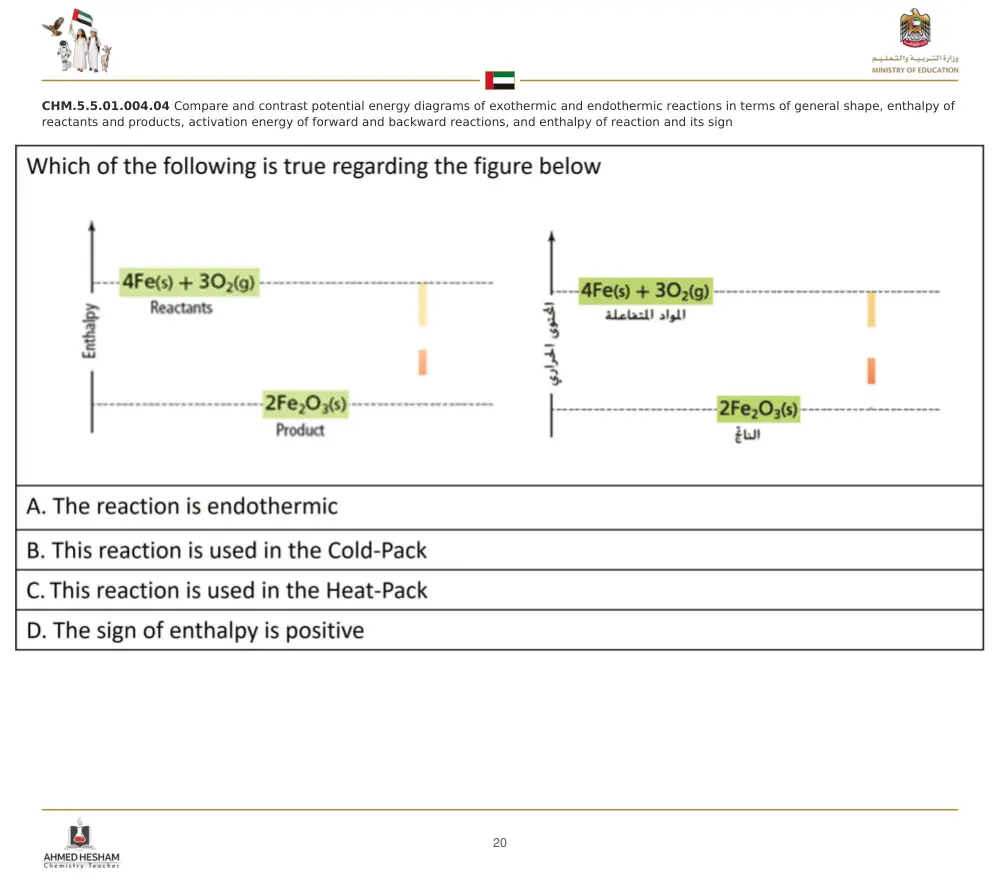 وزارة التربية والتعليم
MINISTRY OF EDUCATION
CHM.5.5.01.004.04 Compare and contrast potential energy diagrams of exothermic and endothermic reactions in terms of general shape, enthalpy of
reactants and products, activation energy of forward and backward reactions, and enthalpy of reaction and its sign
Which of the following is true regarding the figure below
Enthalpy
4Fe(s) + 3O₂(g)
Reactants
2Fe₂O₃(s)
Product
المحتوى الحراري
4Fe(s) + 3O₂(g)
المواد المتفاعلة
2Fe₂O₃(s)
الناتج
A. The reaction is endothermic
B. This reaction is used in the Cold-Pack
C. This reaction is used in the Heat-Pack
D. The sign of enthalpy is positive
AHMED HESHAM
Chemistry Teacher
20